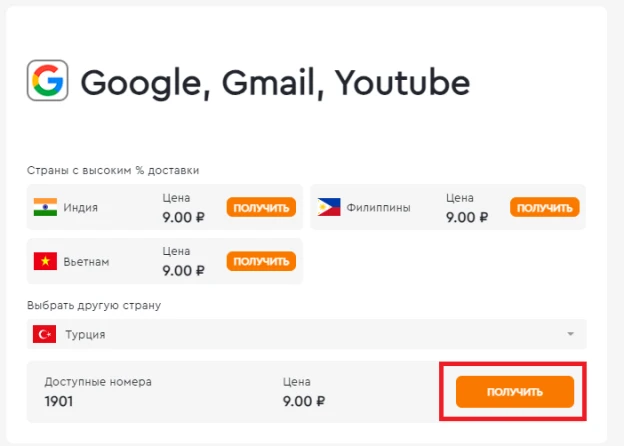 Google, Gmail, Youtube
Страны с высоким % доставки
Индия
Цена
9.00 ₽
ПОЛУЧИТЬ
Филиппины
Цена
9.00 ₽
ПОЛУЧИТЬ
Вьетнам
Цена
9.00 ₽
ПОЛУЧИТЬ
Выбрать другую страну
Турция
Доступные номера
1901
Цена
9.00 ₽
ПОЛУЧИТЬ